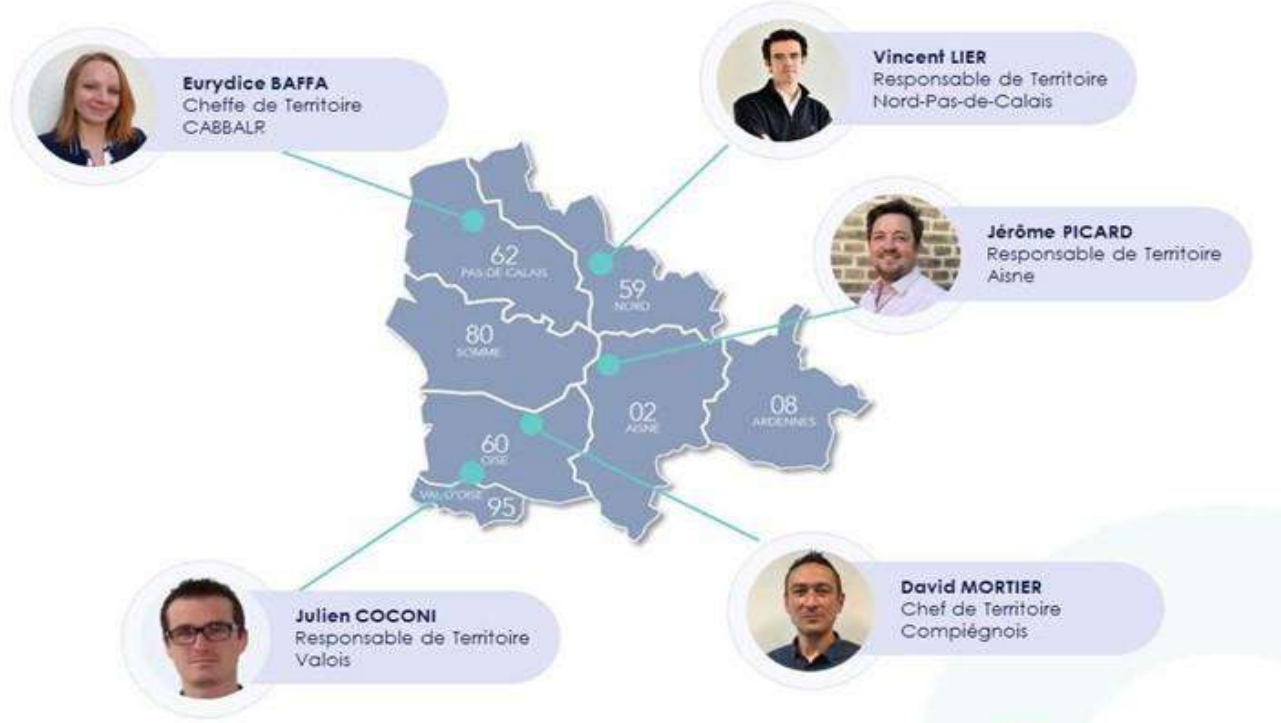 Eurydice BAFFA
Cheffe de Territoire
CABBALR
Vincent LIER
Responsable de Territoire
Nord-Pas-de-Calais
Jérôme PICARD
Responsable de Territoire
Aisne
62
PAS-DE-CALAIS
59
NORD
80
SOMME
02
AISNE
08
ARDENNES
60
OISE
VAL-D'OISE
95
Julien COCONI
Responsable de Territoire
Valois
David MORTIER
Chef de Territoire
Compiégnois